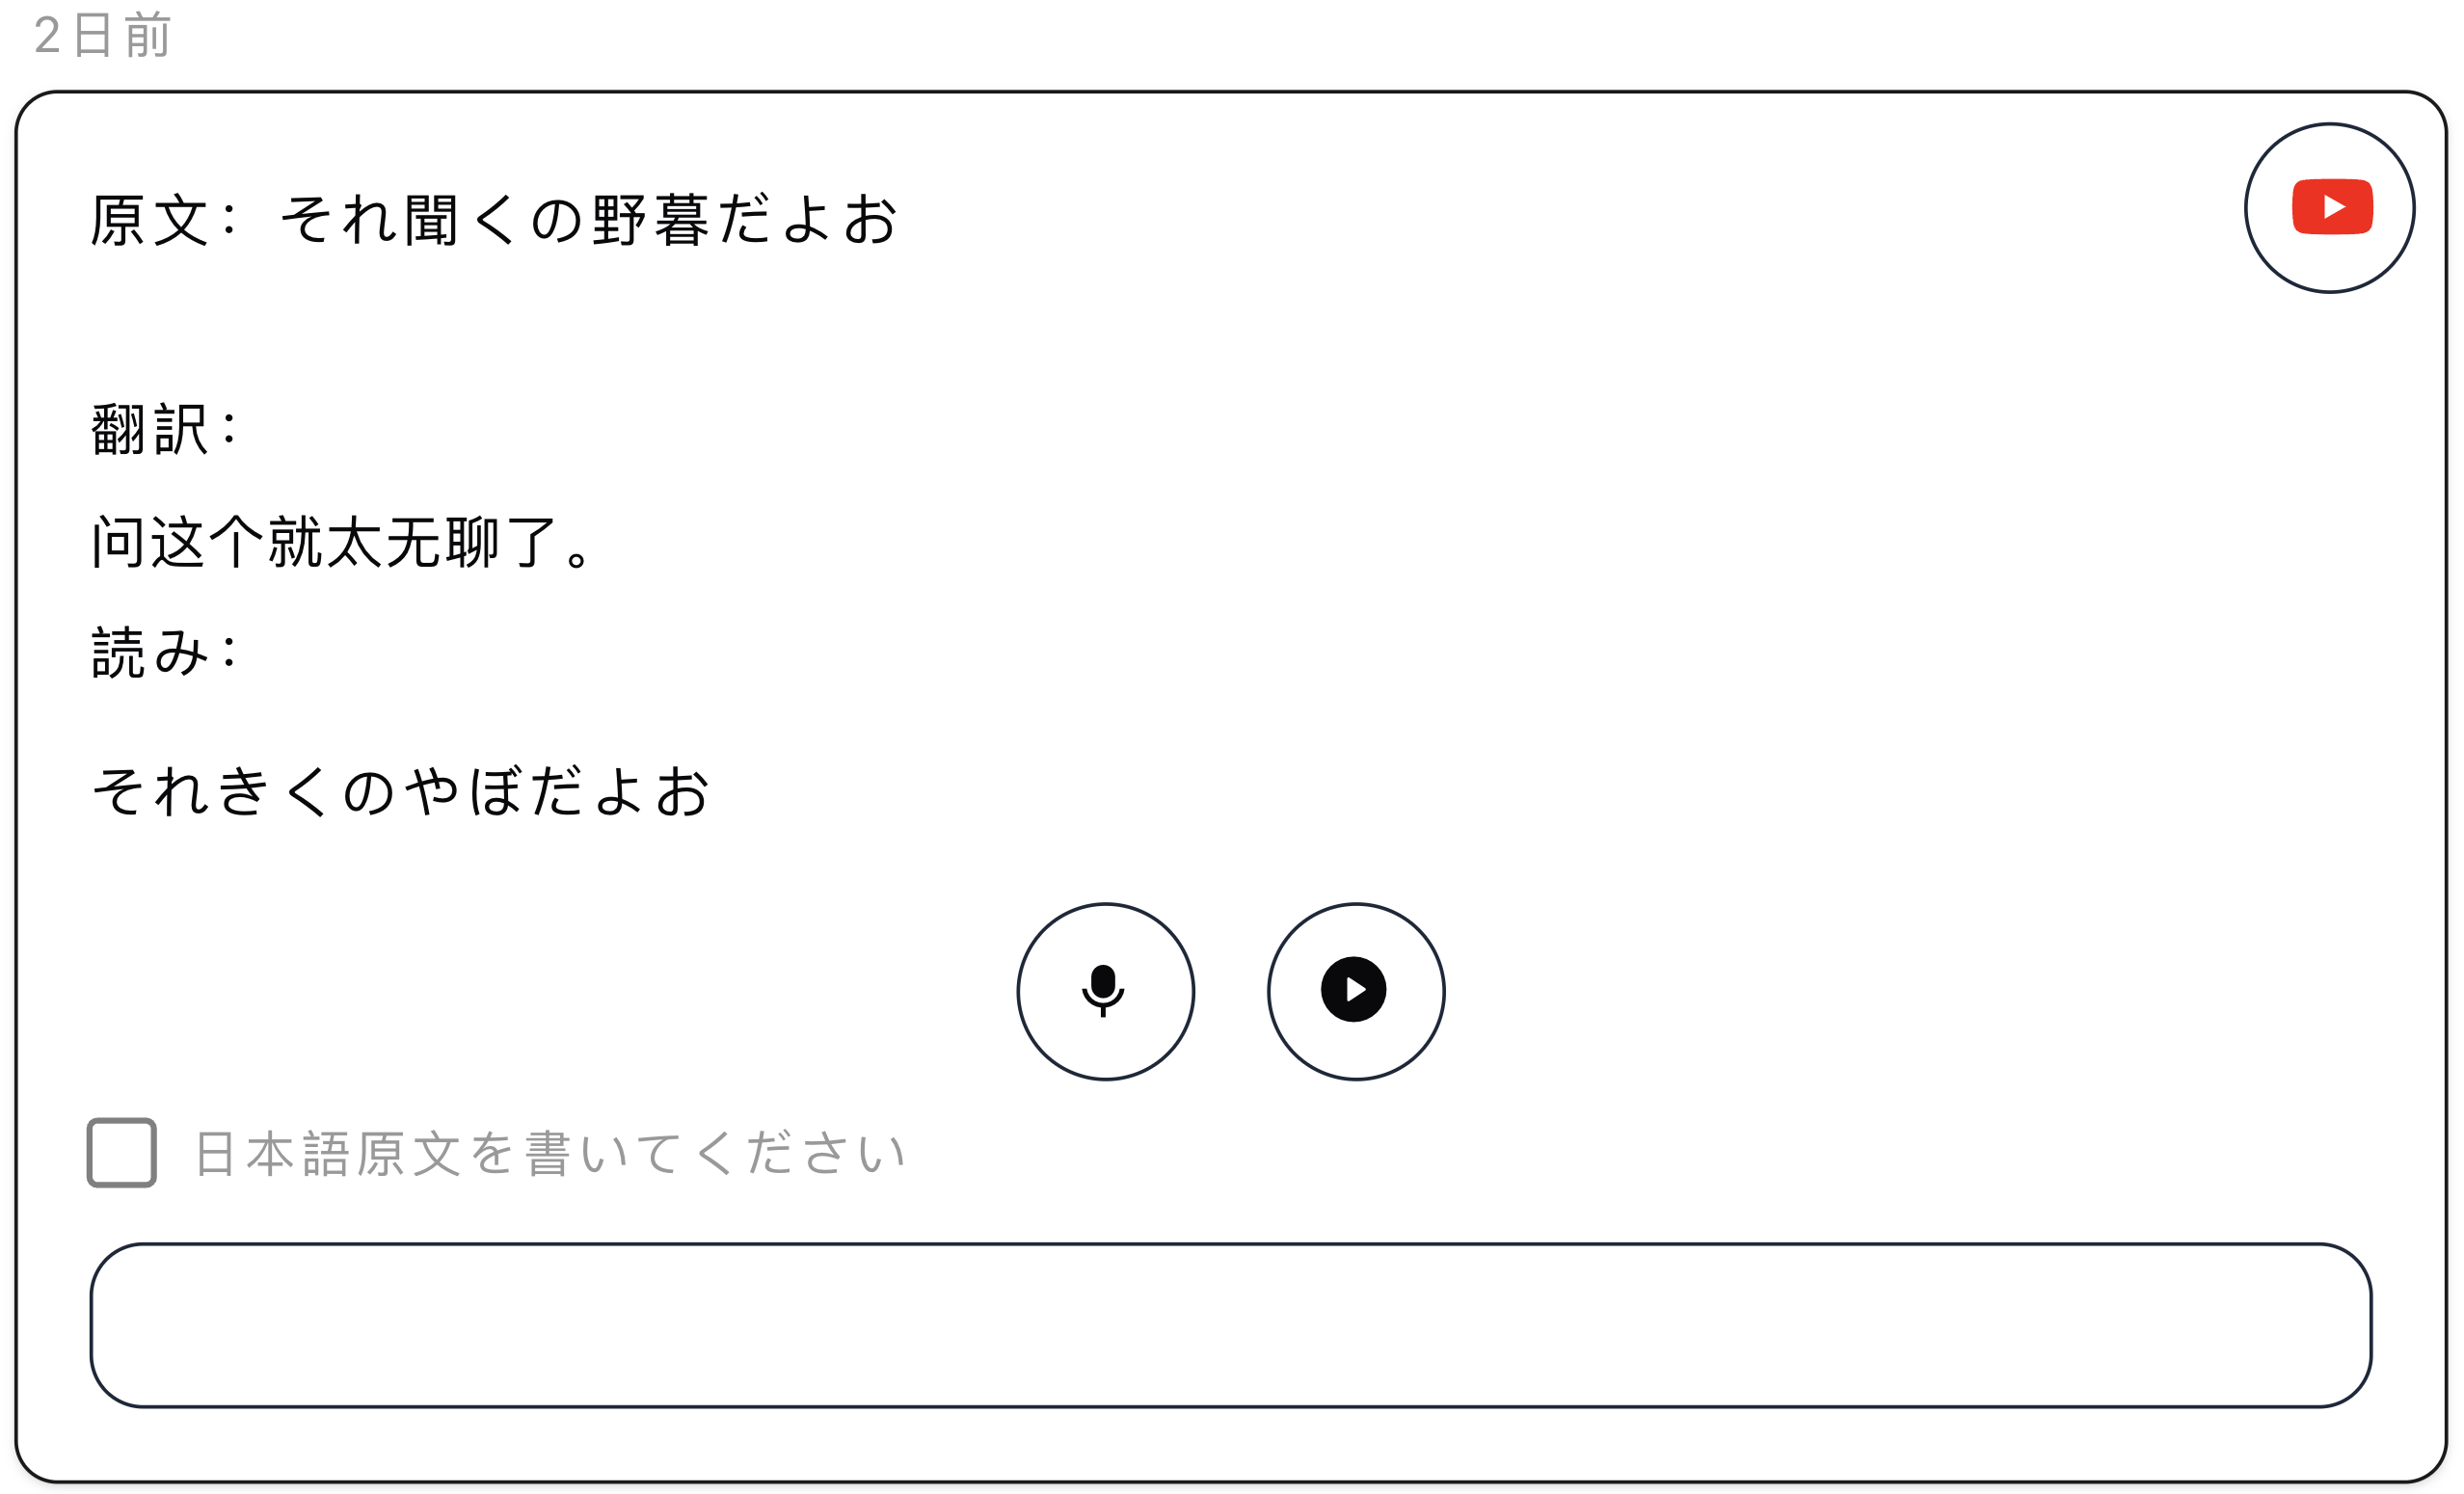 2 日前
原文： それ聞くの野暮だよお
翻訳：
问这个就太无聊了。
読み：
それきくのやぼだよお
日本語原文を書いてください